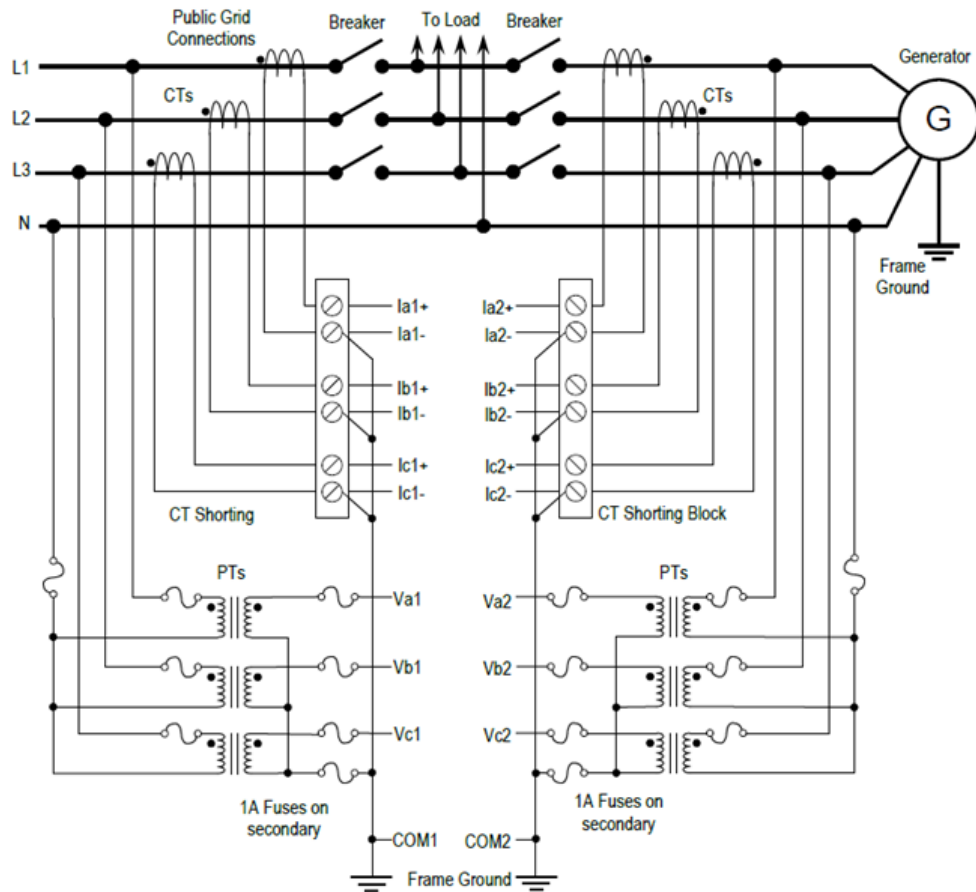 Public Grid
Connections
Breaker
To Load
Breaker
Generator
L1
CTs
CTs
L2
G
L3
N
Frame
Ground
Ia1+
Ia2+
Ia1-
Ia2-
Ib1+
Ib2+
Ib1-
Ib2-
Ic1+
Ic2+
Ic1-
Ic2-
CT Shorting
CT Shorting Block
PTs
PTs
Va1
Va2
Vb1
Vb2
Vc1
Vc2
1A Fuses on
secondary
1A Fuses on
secondary
COM1
COM2
Frame Ground